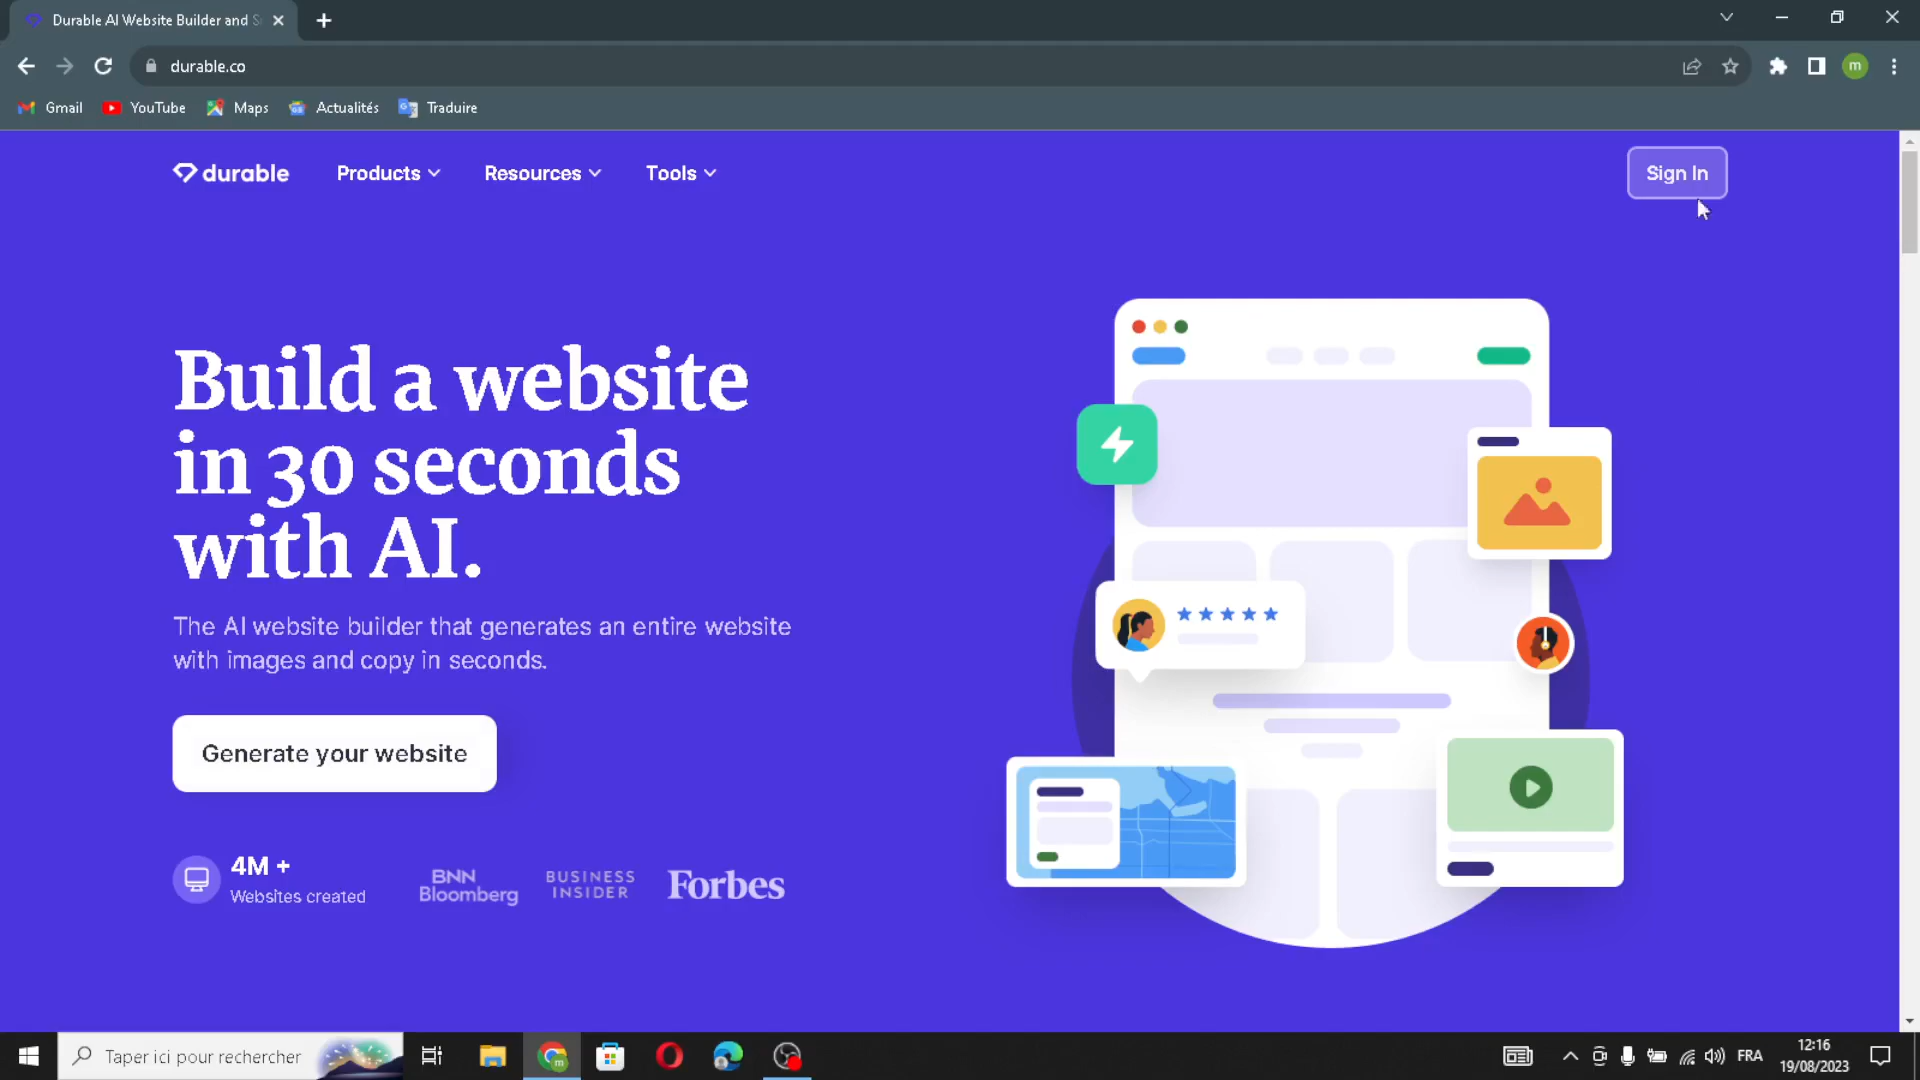 Durable AI Website Builder and S
durable.co
m
Gmail
YouTube
Maps
Actualités
Traduire
durable
Products
Resources
Tools
Sign In
Build a website
in 30 seconds
with AI.
The AI website builder that generates an entire website
with images and copy in seconds.
Generate your website
4M +
Websites created
BNN
Bloomberg
BUSINESS
INSIDER
Forbes
Taper ici pour rechercher
FRA
12:16
19/08/2023